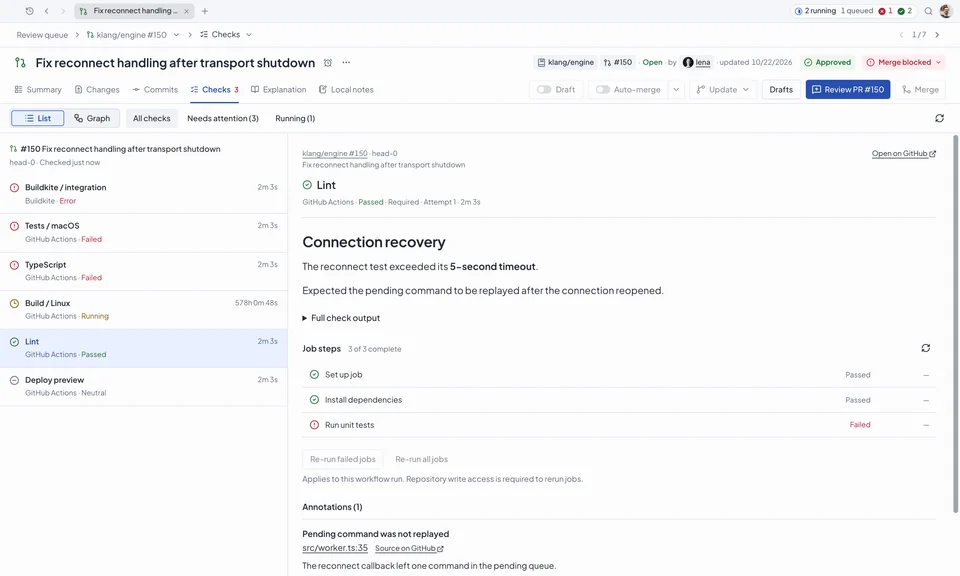 Fix reconnect handling ...
2 running 1 queued 1 2
Review queue klang/engine #150 Checks 1/7
Fix reconnect handling after transport shutdown
klang/engine #150 · Open · by lena · updated 10/22/2026 Approved Merge blocked
Summary Changes Commits Checks 3 Explanation Local notes
Draft Auto-merge Update Drafts Review PR #150 Merge
List Graph All checks Needs attention (3) Running (1)
#150 Fix reconnect handling after transport shutdown
head-0 · Checked just now
Buildkite / integration 2m 3s
Buildkite · Error
Tests / macOS 2m 3s
GitHub Actions · Failed
TypeScript 2m 3s
GitHub Actions · Failed
Build / Linux 578h 0m 48s
GitHub Actions · Running
Lint 2m 3s
GitHub Actions · Passed
Deploy preview 2m 3s
GitHub Actions · Neutral
klang/engine #150 · head-0 Open on GitHub
Fix reconnect handling after transport shutdown
Lint
GitHub Actions · Passed · Required · Attempt 1 · 2m 3s
Connection recovery
The reconnect test exceeded its 5-second timeout.
Expected the pending command to be replayed after the connection reopened.
Full check output
Job steps 3 of 3 complete
Set up job Passed —
Install dependencies Passed —
Run unit tests Failed —
Re-run failed jobs Re-run all jobs
Applies to this workflow run. Repository write access is required to rerun jobs.
Annotations (1)
Pending command was not replayed
src/worker.ts:35 Source on GitHub
The reconnect callback left one command in the pending queue.